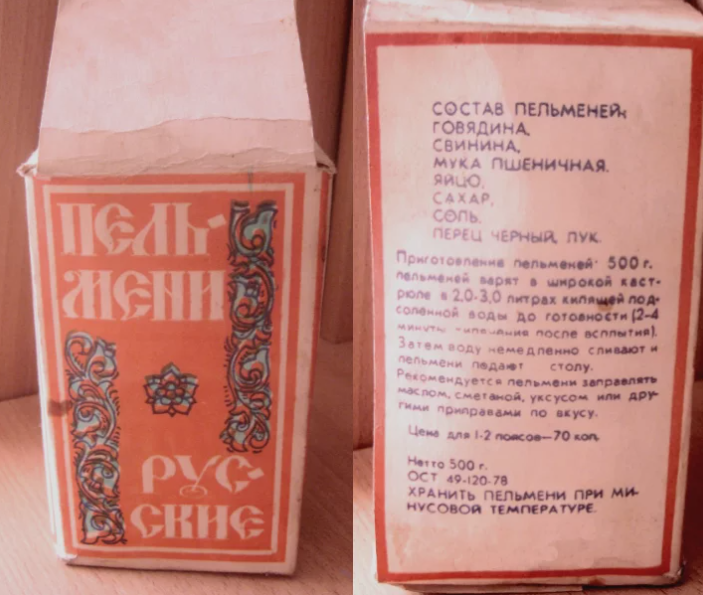 ПЕЛЬ-
МЕНИ
РУС-
СКИЕ
СОСТАВ ПЕЛЬМЕНЕЙ:
ГОВЯДИНА,
СВИНИНА,
МУКА ПШЕНИЧНАЯ,
ЯЙЦО,
САХАР,
СОЛЬ,
ПЕРЕЦ ЧЕРНЫЙ, ЛУК.
Приготовление пельменей: 500 г.
пельменей варят в широкой каст-
рюле в 2,0-3,0 литрах кипящей под-
соленной воды до готовности (2-4
минуты кипения после всплытия).
Затем воду немедленно сливают и
пельмени подают столу.
Рекомендуется пельмени заправлять
маслом, сметаной, уксусом или дру-
гими приправами по вкусу.
Цена для 1-2 поясов—70 коп.
Нетто 500 г.
ОСТ 49-120-78
ХРАНИТЬ ПЕЛЬМЕНИ ПРИ МИ-
НУСОВОЙ ТЕМПЕРАТУРЕ.